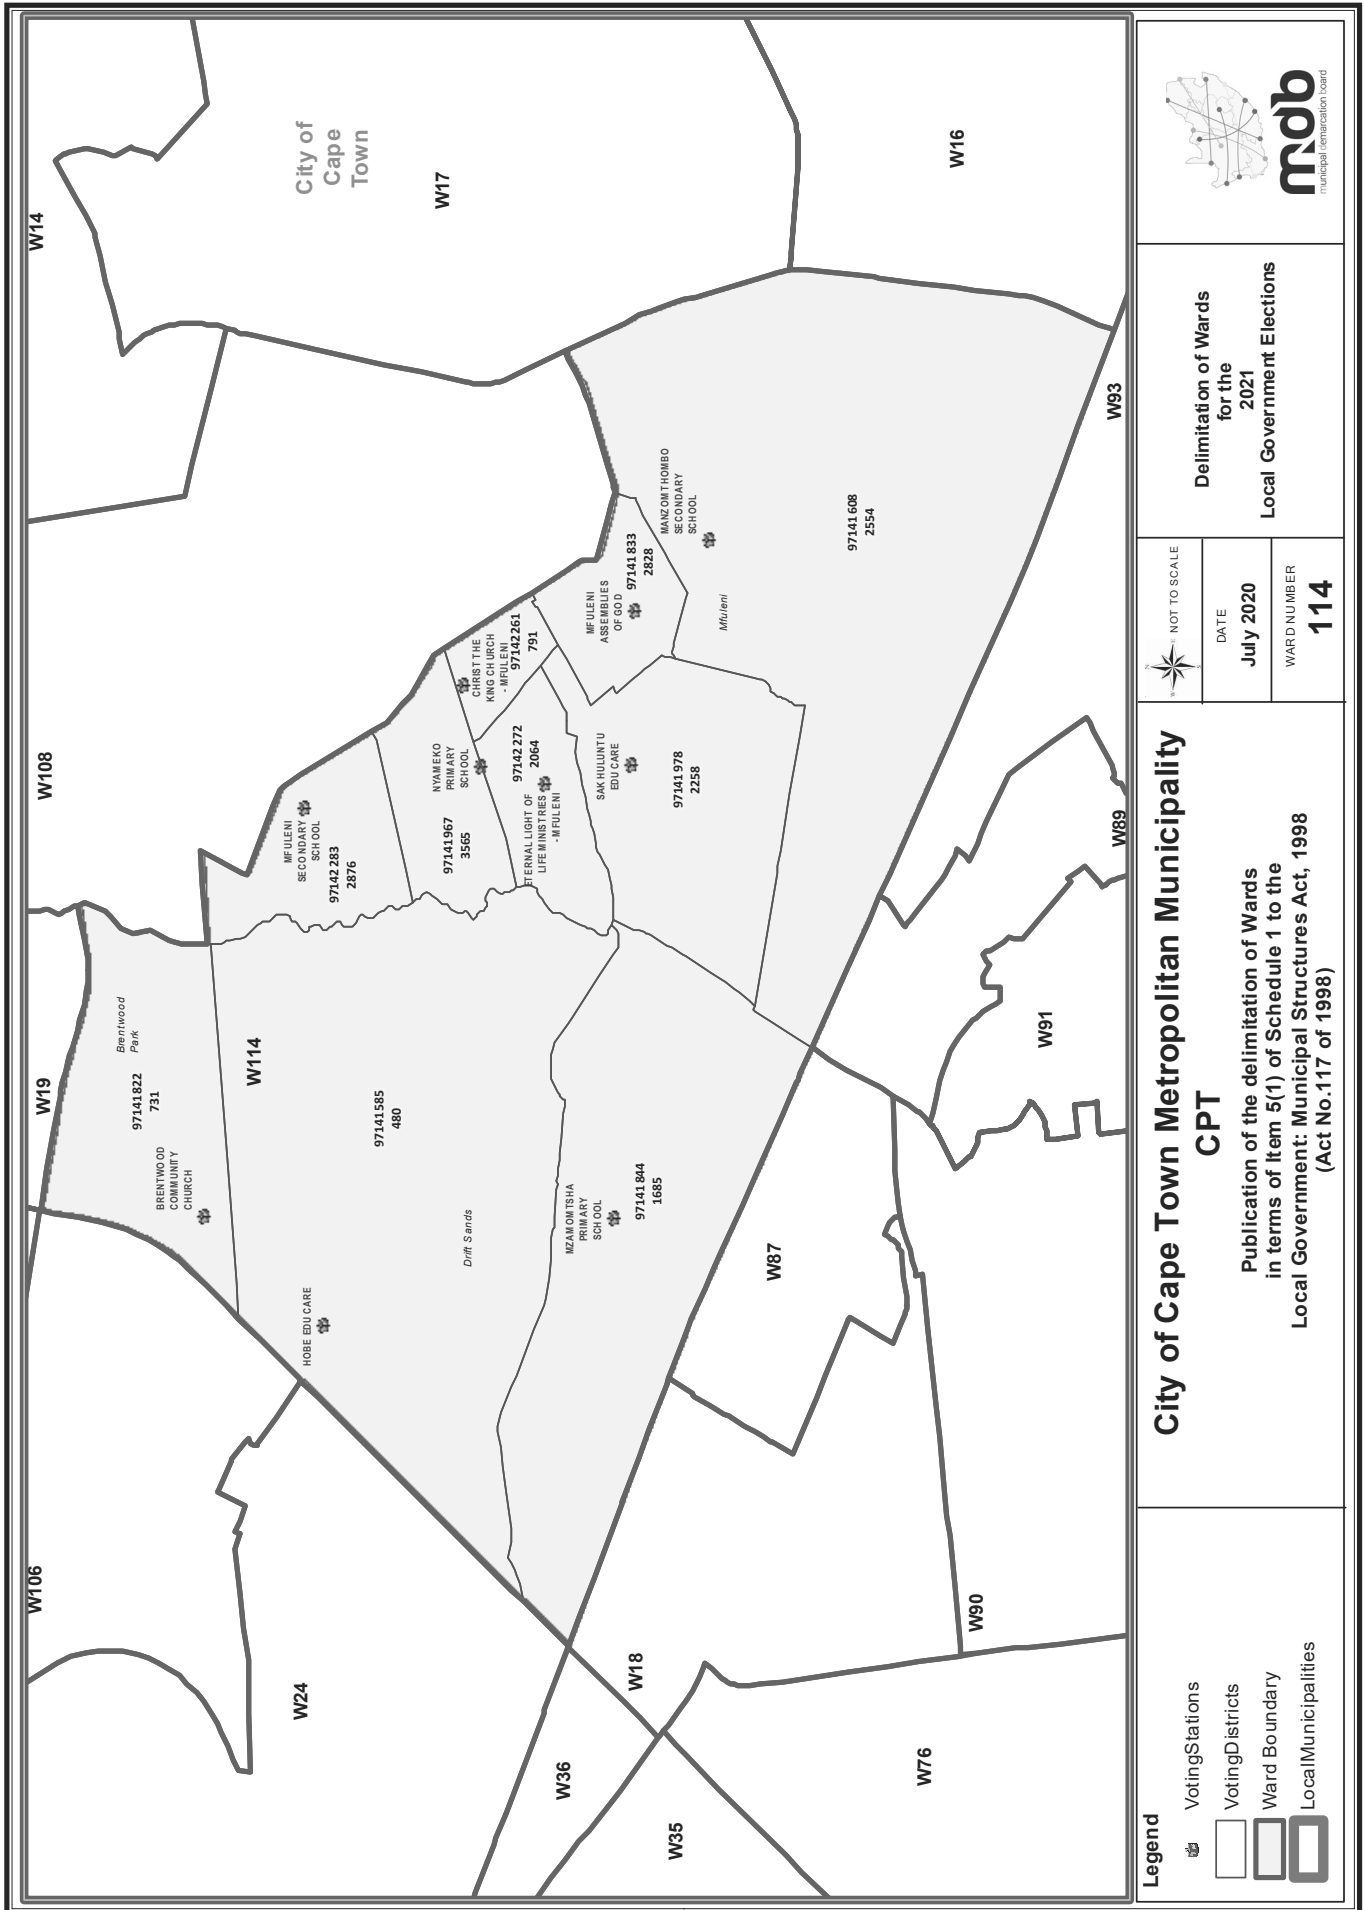 W14
City of
Cape
Town
W17
W16
W108
W19
W106
W24
W36
W35
W18
W76
W90
W87
W91
W89
W93
W114
Brentwood
Park
97141822
731
BRENTWOOD
COMMUNITY
CHURCH
HOBE EDUCARE
97141585
480
Drift Sands
MZAMOMTSHA
PRIMARY
SCHOOL
97141844
1685
MFULENI
SECONDARY
SCHOOL
97142283
2876
NYAMEKO
PRIMARY
SCHOOL
97141967
3565
CHRIST THE
KING CHURCH
- MFULENI
97142261
791
97142272
2064
ETERNAL LIGHT OF
LIFE MINISTRIES
- MFULENI
SAKHULUNTU
EDUCARE
97141978
2258
MFULENI
ASSEMBLIES
OF GOD
97141833
2828
MANZOMTHOMBO
SECONDARY
SCHOOL
Mfuleni
97141608
2554
Legend
VotingStations
VotingDistricts
Ward Boundary
LocalMunicipalities
City of Cape Town Metropolitan Municipality
CPT
Publication of the delimitation of Wards
in terms of Item 5(1) of Schedule 1 to the
Local Government: Municipal Structures Act, 1998
(Act No.117 of 1998)
N
W
E
S
NOT TO SCALE
DATE
July 2020
WARD NUMBER
114
Delimitation of Wards
for the
2021
Local Government Elections
mdb
municipal demarcation board